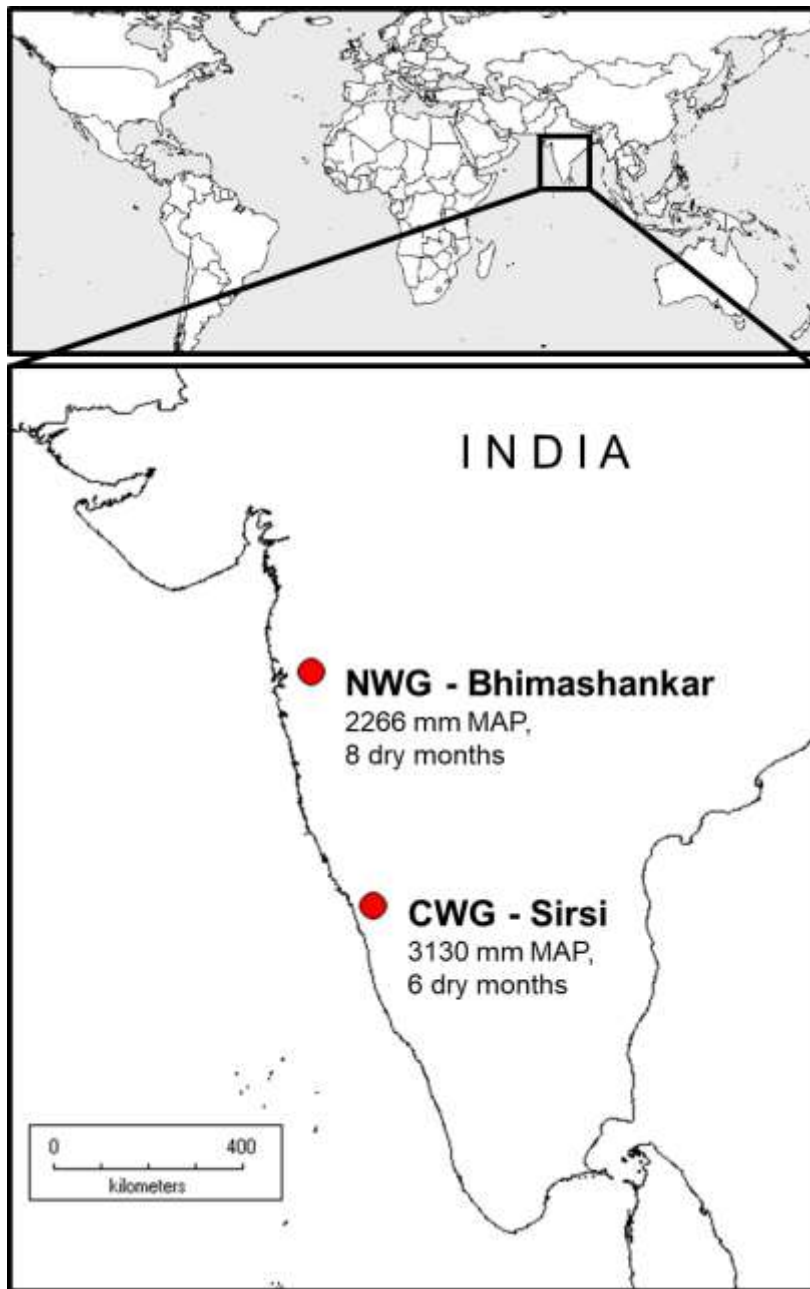 INDIA
NWG - Bhimashankar
2266 mm MAP,
8 dry months
CWG - Sirsi
3130 mm MAP,
6 dry months
0 400
kilometers